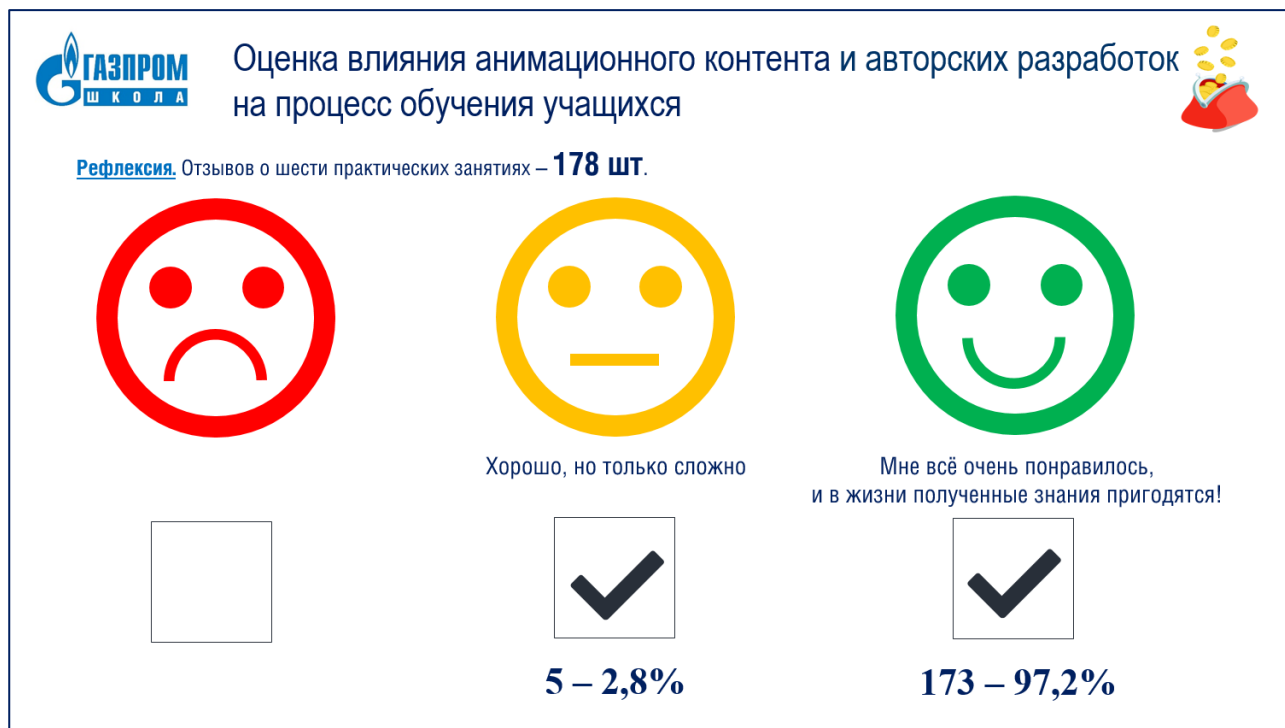 ГАЗПРОМ
ШКОЛА
Оценка влияния анимационного контента и авторских разработок
на процесс обучения учащихся
Рефлексия. Отзывов о шести практических занятиях – 178 шт.
Хорошо, но только сложно
Мне всё очень понравилось,
и в жизни полученные знания пригодятся!
5 – 2,8%
173 – 97,2%